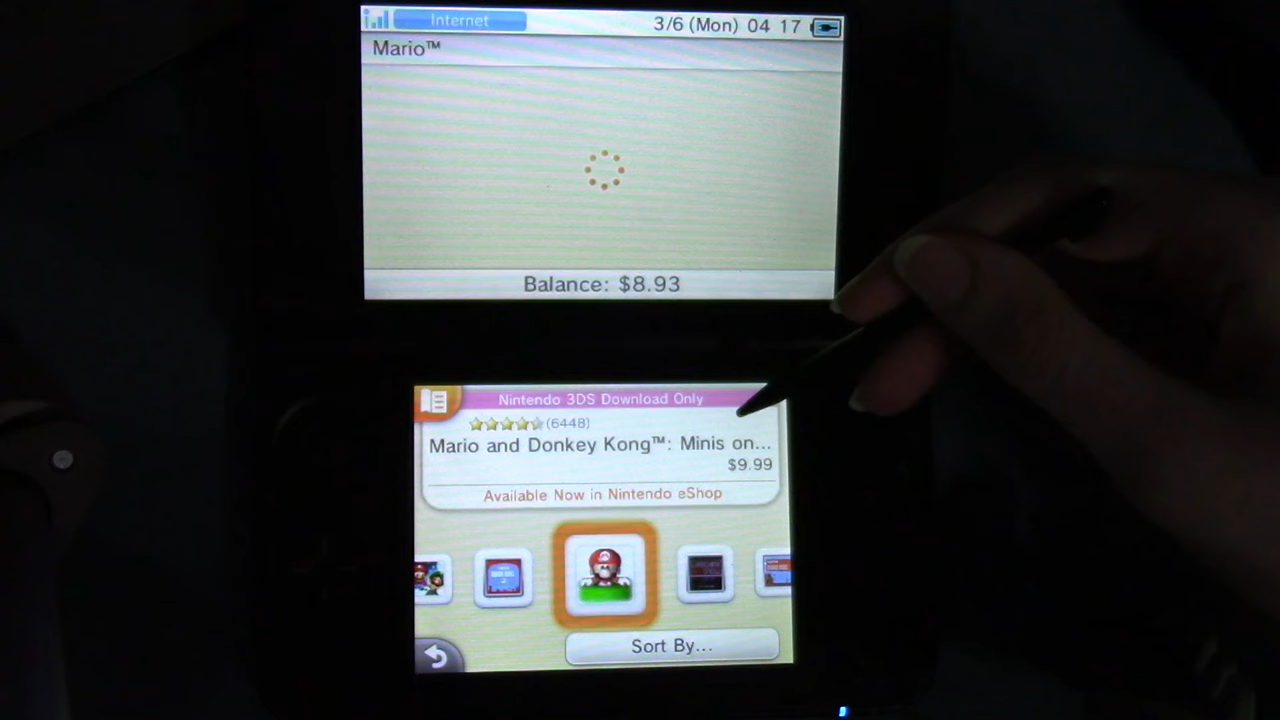 Internet
3/6 (Mon) 04 17
Mario™
Balance: $8.93
Nintendo 3DS Download Only
(6448)
Mario and Donkey Kong™: Minis on...
$9.99
Available Now in Nintendo eShop
Sort By...